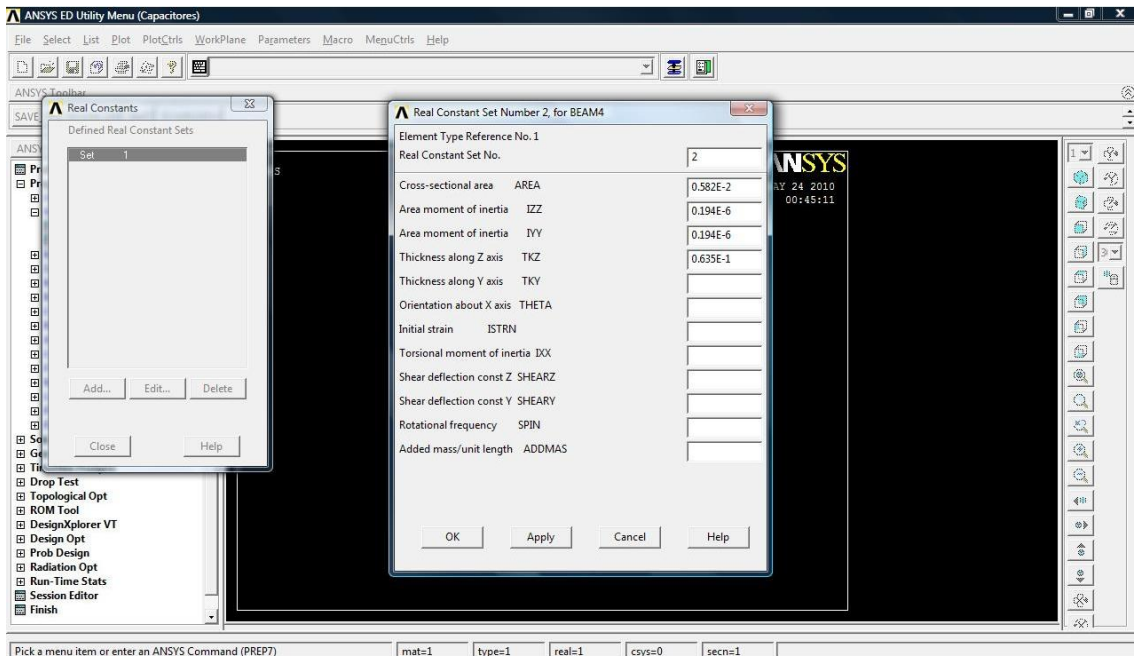 ANSYS ED Utility Menu (Capacitores)
File Select List Plot PlotCtrls WorkPlane Parameters Macro MenuCtrls Help
ANSYS Toolbar
SAVE
Real Constants
Defined Real Constant Sets
Set 1
Add... Edit... Delete
Close Help
Real Constant Set Number 2, for BEAM4
Element Type Reference No. 1
Real Constant Set No. 2
Cross-sectional area AREA 0.582E-2
Area moment of inertia IZZ 0.194E-6
Area moment of inertia IYY 0.194E-6
Thickness along Z axis TKZ 0.635E-1
Thickness along Y axis TKY
Orientation about X axis THETA
Initial strain ISTRN
Torsional moment of inertia IXX
Shear deflection const Z SHEARZ
Shear deflection const Y SHEARY
Rotational frequency SPIN
Added mass/unit length ADDMAS
OK Apply Cancel Help
ANSYS
AY 24 2010
00:45:11
1
3
Drop Test
Topological Opt
ROM Tool
DesignXplorer VT
Design Opt
Prob Design
Radiation Opt
Run-Time Stats
Session Editor
Finish
Pick a menu item or enter an ANSYS Command (PREP7) mat=1 type=1 real=1 csys=0 secn=1